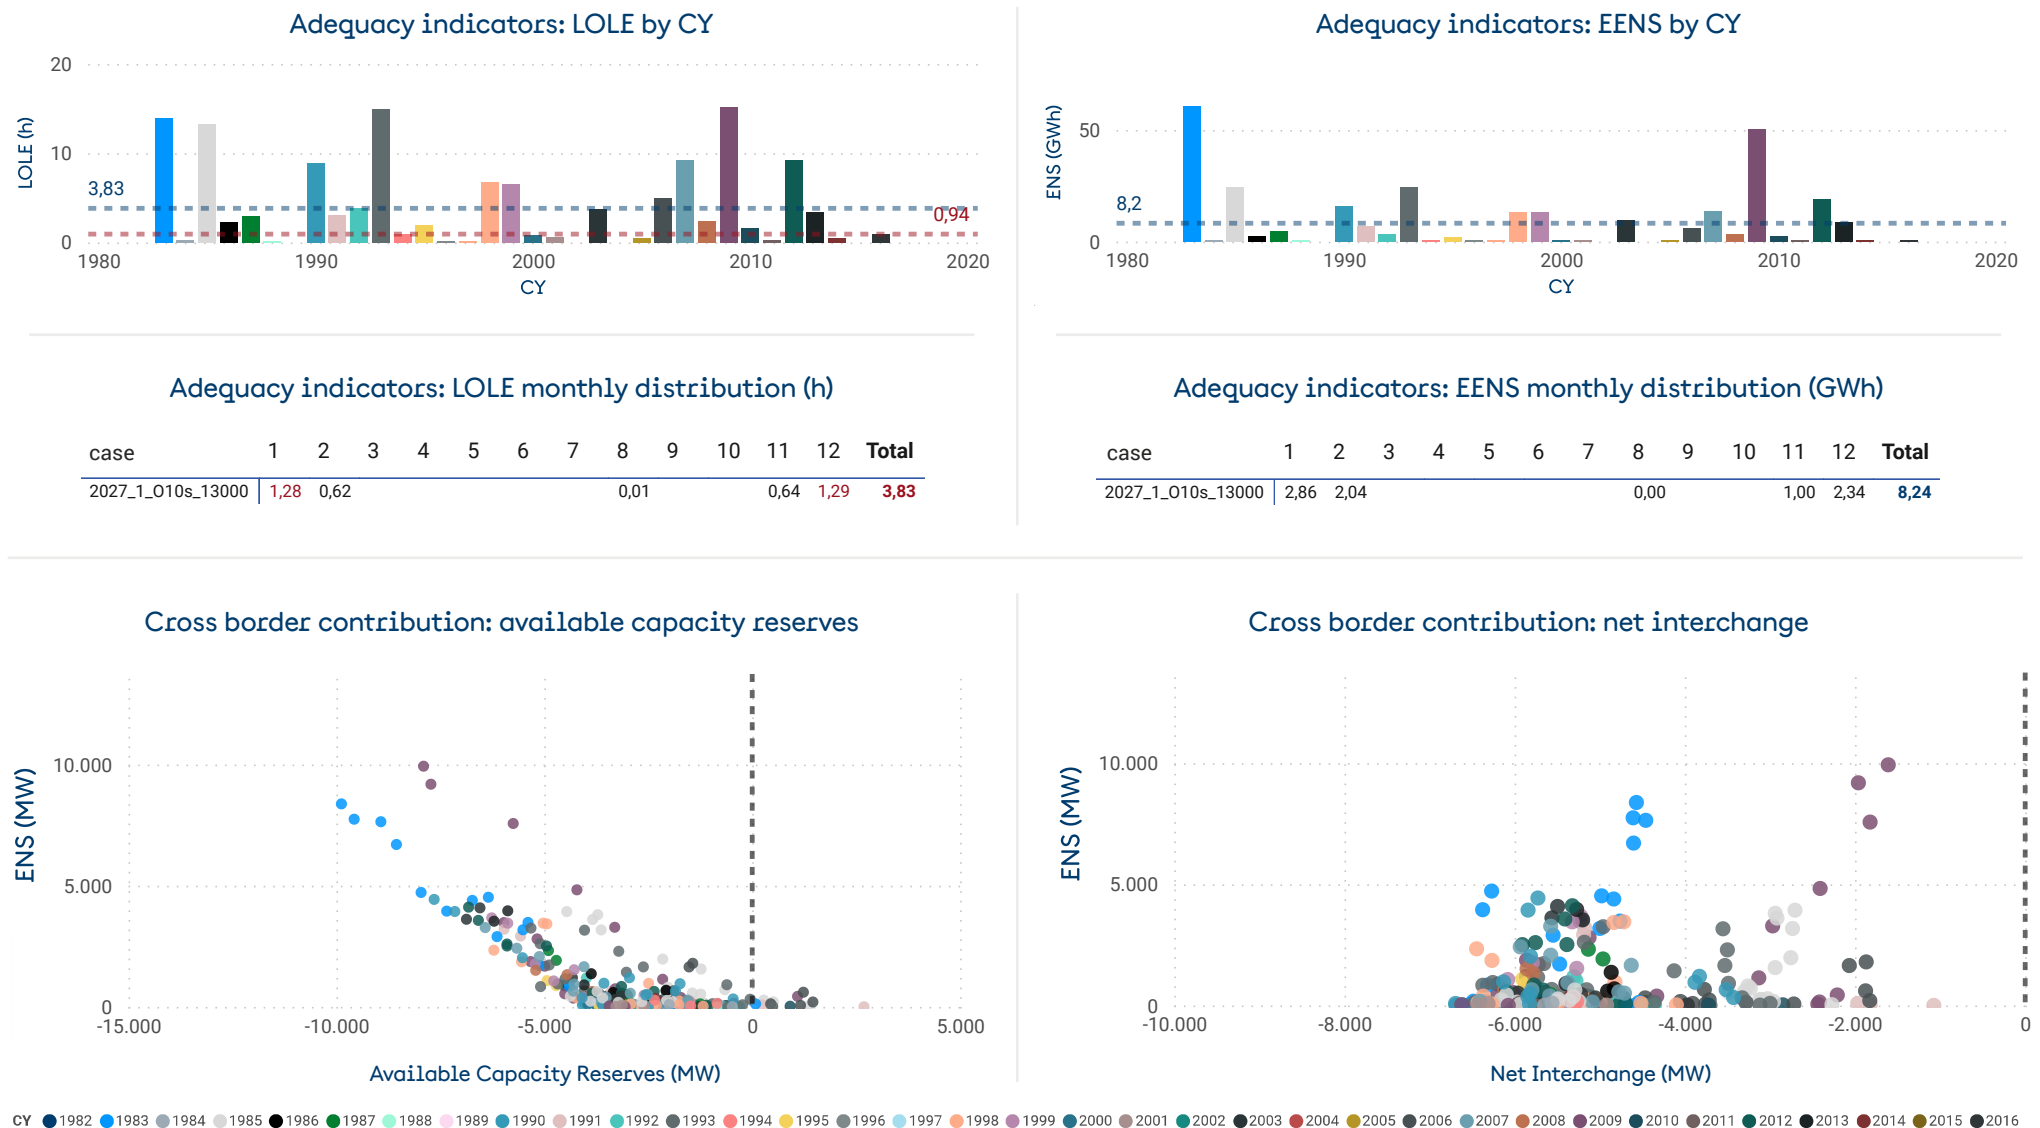 Adequacy indicators: LOLE by CY
20
10
0
LOLE (h)
3,83
0,94
1980 1990 2000 2010 2020
CY
Adequacy indicators: EENS by CY
50
0
ENS (GWh)
8,2
1980 1990 2000 2010 2020
CY
Adequacy indicators: LOLE monthly distribution (h)
case 1 2 3 4 5 6 7 8 9 10 11 12 Total
2027_1_O10s_13000 1,28 0,62 0,01 0,64 1,29 3,83
Adequacy indicators: EENS monthly distribution (GWh)
case 1 2 3 4 5 6 7 8 9 10 11 12 Total
2027_1_O10s_13000 2,86 2,04 0,00 1,00 2,34 8,24
Cross border contribution: available capacity reserves
ENS (MW)
10.000
5.000
0
-15.000 -10.000 -5.000 0 5.000
Available Capacity Reserves (MW)
Cross border contribution: net interchange
ENS (MW)
10.000
5.000
0
-10.000 -8.000 -6.000 -4.000 -2.000 0
Net Interchange (MW)
CY 1982 1983 1984 1985 1986 1987 1988 1989 1990 1991 1992 1993 1994 1995 1996 1997 1998 1999 2000 2001 2002 2003 2004 2005 2006 2007 2008 2009 2010 2011 2012 2013 2014 2015 2016